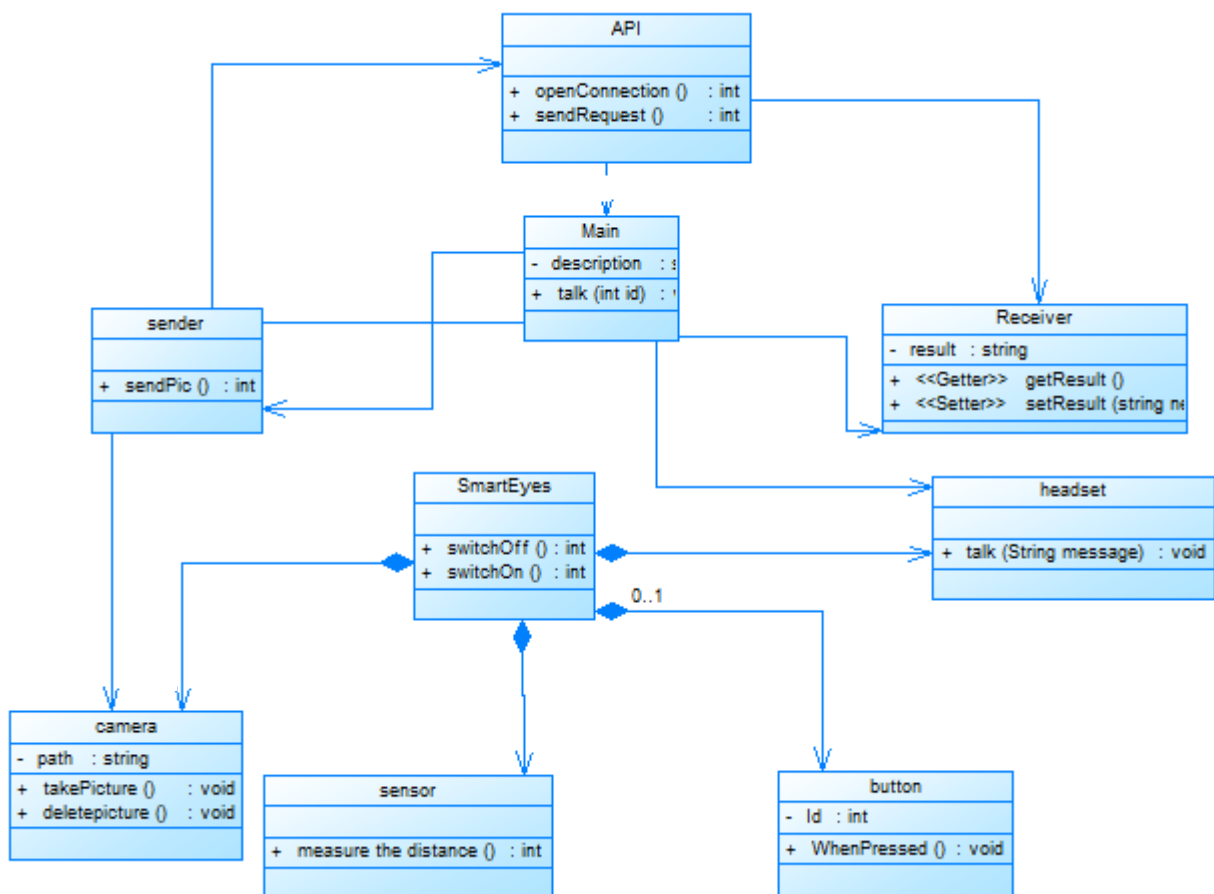 API
+ openConnection () : int
+ sendRequest () : int
Main
- description : s
+ talk (int id) :
sender
+ sendPic () : int
Receiver
- result : string
+ <<Getter>> getResult ()
+ <<Setter>> setResult (string ne
SmartEyes
+ switchOff () : int
+ switchOn () : int
headset
+ talk (String message) : void
0..1
camera
- path : string
+ takePicture () : void
+ deletepicture () : void
sensor
+ measure the distance () : int
button
- Id : int
+ WhenPressed () : void